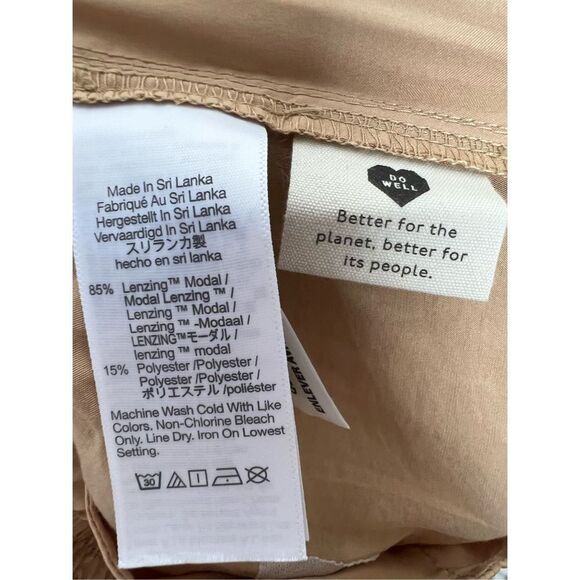 Made In Sri Lanka
Fabriqué Au Sri Lanka
Hergestellt In Sri Lanka
Vervaardigd In Sri Lanka
スリランカ製
hecho en sri lanka
85% Lenzing™ Modal /
Modal Lenzing ™ /
Lenzing ™ Modal /
Lenzing ™ -Modaal /
LENZING™モーダル /
lenzing ™ modal
15% Polyester /Polyester /
Polyester /Polyester /
ポリエステル /poliéster
Machine Wash Cold With Like
Colors. Non-Chlorine Bleach
Only. Line Dry. Iron On Lowest
Setting.
30
DO
WELL
Better for the
planet, better for
its people.
ENLEVER